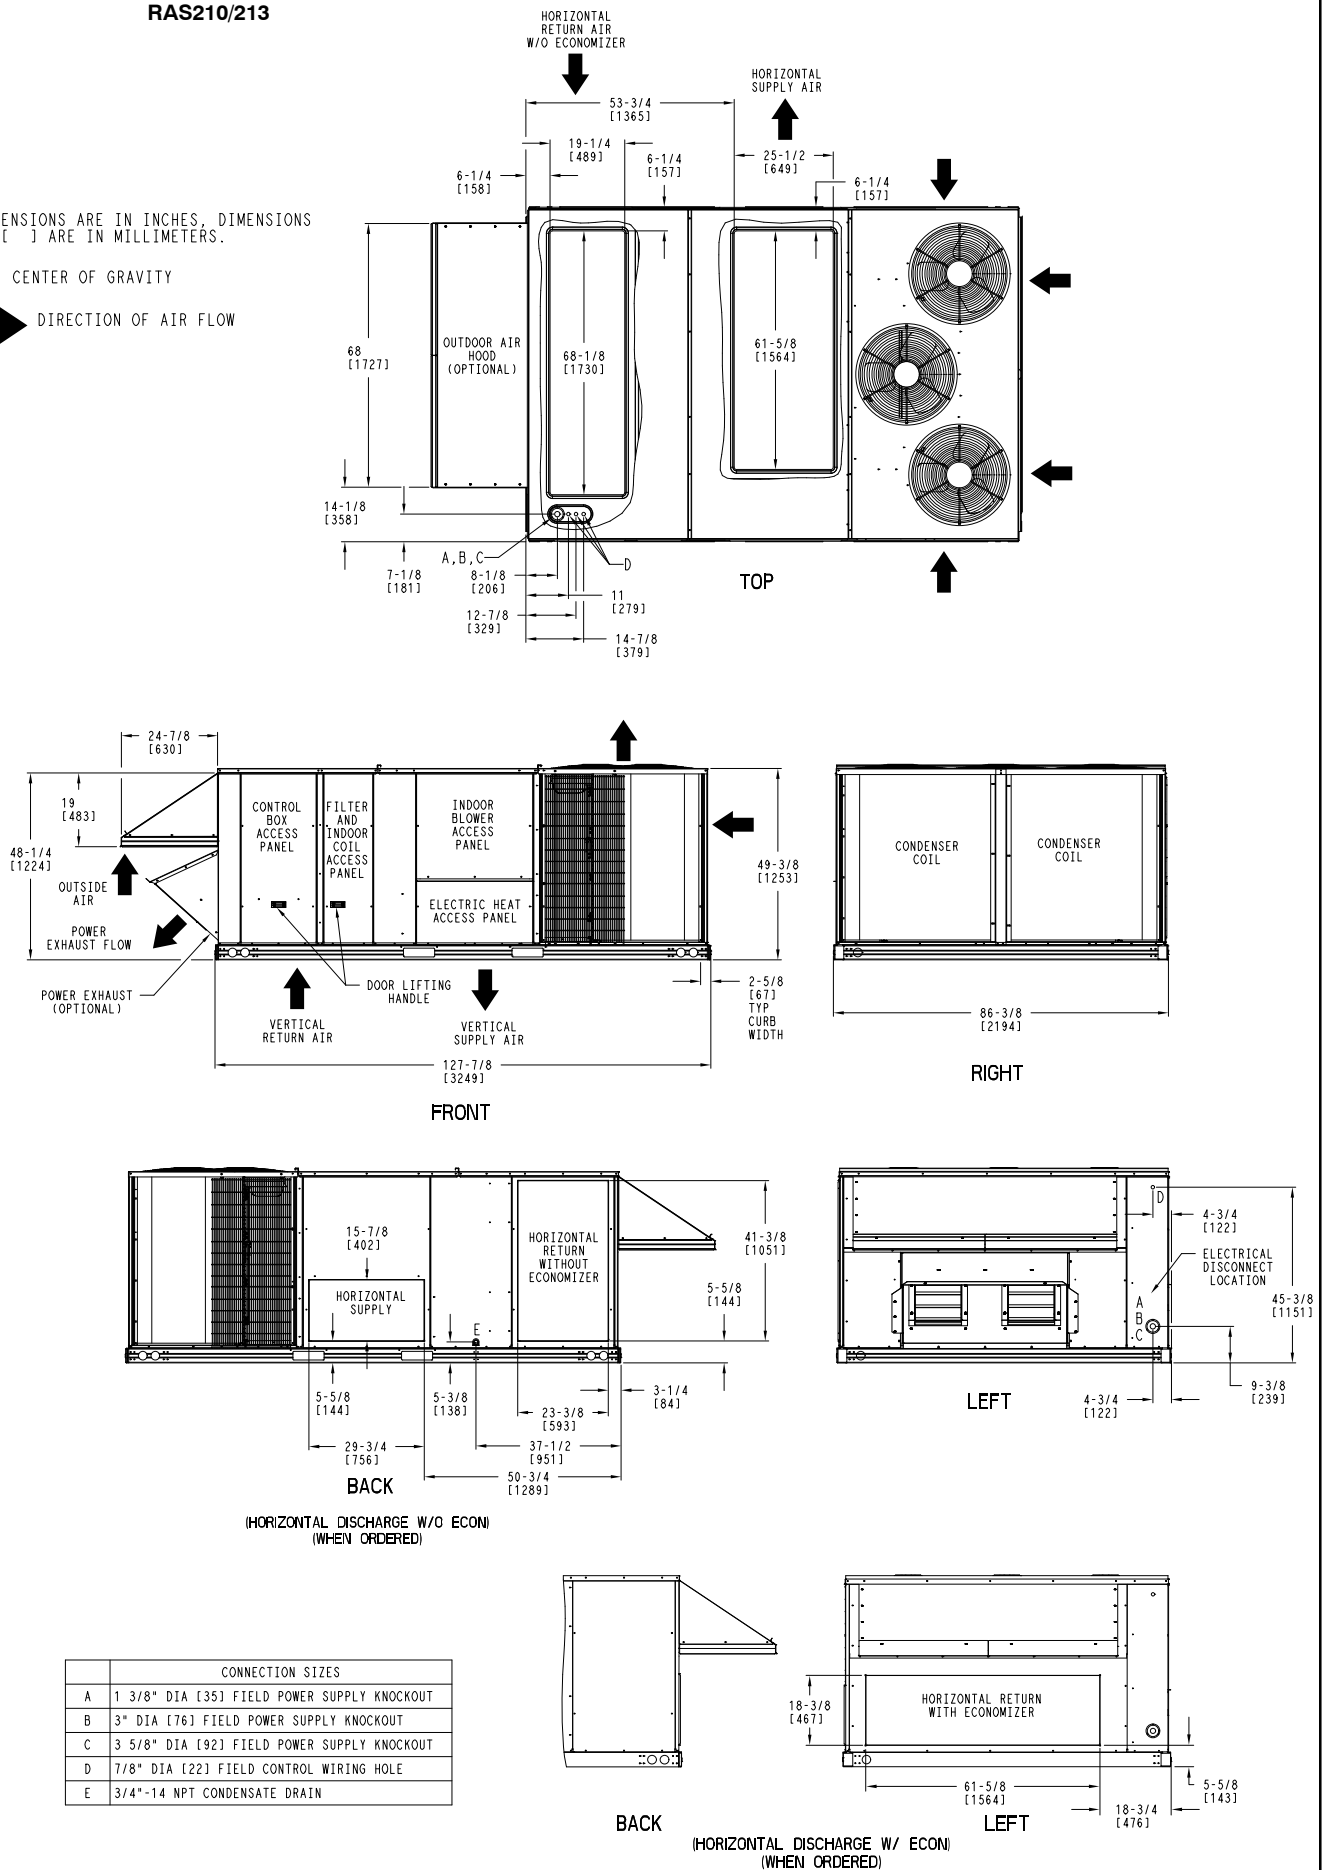 RAS210/213
HORIZONTAL
RETURN AIR
W/O ECONOMIZER
HORIZONTAL
SUPPLY AIR
53-3/4
[1365]
19-1/4
[489]
6-1/4
[157]
25-1/2
[649]
6-1/4
[158]
6-1/4
[157]
ENSIONS ARE IN INCHES, DIMENSIONS
[ ] ARE IN MILLIMETERS.
CENTER OF GRAVITY
DIRECTION OF AIR FLOW
68
[1727]
OUTDOOR AIR
HOOD
(OPTIONAL)
68-1/8
[1730]
61-5/8
[1564]
14-1/8
[358]
A,B,C
D
7-1/8
[181]
8-1/8
[206]
11
[279]
12-7/8
[329]
14-7/8
[379]
TOP
24-7/8
[630]
19
[483]
48-1/4
[1224]
CONTROL
BOX
ACCESS
PANEL
FILTER
AND
INDOOR
COIL
ACCESS
PANEL
INDOOR
BLOWER
ACCESS
PANEL
ELECTRIC HEAT
ACCESS PANEL
49-3/8
[1253]
CONDENSER
COIL
CONDENSER
COIL
OUTSIDE
AIR
POWER
EXHAUST FLOW
POWER EXHAUST
(OPTIONAL)
DOOR LIFTING
HANDLE
VERTICAL
RETURN AIR
VERTICAL
SUPPLY AIR
2-5/8
[67]
TYP
CURB
WIDTH
127-7/8
[3249]
FRONT
86-3/8
[2194]
RIGHT
15-7/8
[402]
HORIZONTAL
SUPPLY
HORIZONTAL
RETURN
WITHOUT
ECONOMIZER
E
41-3/8
[1051]
5-5/8
[144]
5-5/8
[144]
5-3/8
[138]
3-1/4
[84]
23-3/8
[593]
29-3/4
[756]
37-1/2
[951]
50-3/4
[1289]
BACK
(HORIZONTAL DISCHARGE W/O ECON)
(WHEN ORDERED)
D
4-3/4
[122]
ELECTRICAL
DISCONNECT
LOCATION
A
B
C
45-3/8
[1151]
9-3/8
[239]
4-3/4
[122]
LEFT
CONNECTION SIZES
A 1 3/8" DIA [35] FIELD POWER SUPPLY KNOCKOUT
B 3" DIA [76] FIELD POWER SUPPLY KNOCKOUT
C 3 5/8" DIA [92] FIELD POWER SUPPLY KNOCKOUT
D 7/8" DIA [22] FIELD CONTROL WIRING HOLE
E 3/4"-14 NPT CONDENSATE DRAIN
18-3/8
[467]
HORIZONTAL RETURN
WITH ECONOMIZER
61-5/8
[1564]
5-5/8
[143]
18-3/4
[476]
BACK
LEFT
(HORIZONTAL DISCHARGE W/ ECON)
(WHEN ORDERED)